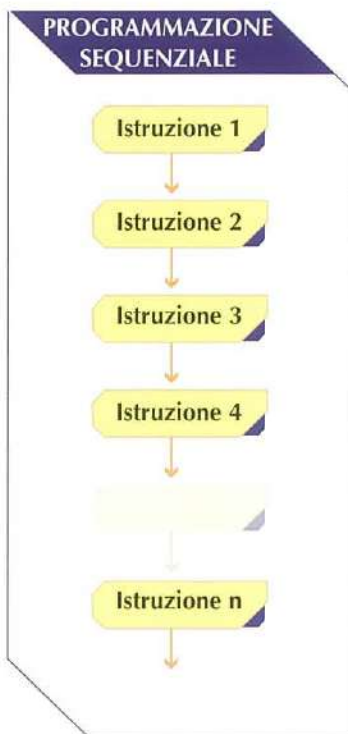 PROGRAMMAZIONE
SEQUENZIALE
Istruzione 1
Istruzione 2
Istruzione 3
Istruzione 4
Istruzione n